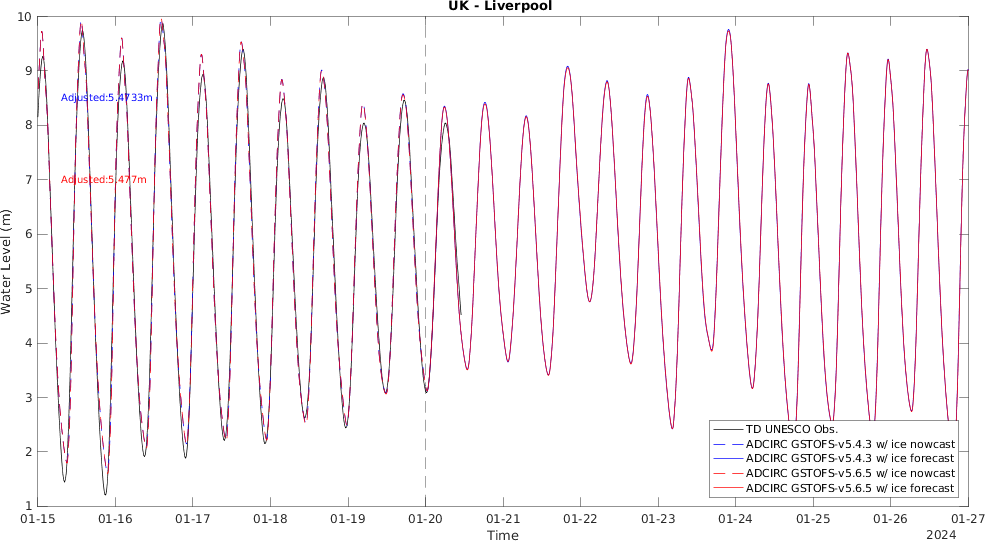 UK - Liverpool
10
9
8
7
6
5
4
3
2
1
Water Level (m)
Adjusted:5.4733m
Adjusted:5.477m
TD UNESCO Obs.
ADCIRC GSTOFS-v5.4.3 w/ ice nowcast
ADCIRC GSTOFS-v5.4.3 w/ ice forecast
ADCIRC GSTOFS-v5.6.5 w/ ice nowcast
ADCIRC GSTOFS-v5.6.5 w/ ice forecast
01-15 01-16 01-17 01-18 01-19 01-20 01-21 01-22 01-23 01-24 01-25 01-26 01-27
Time
2024